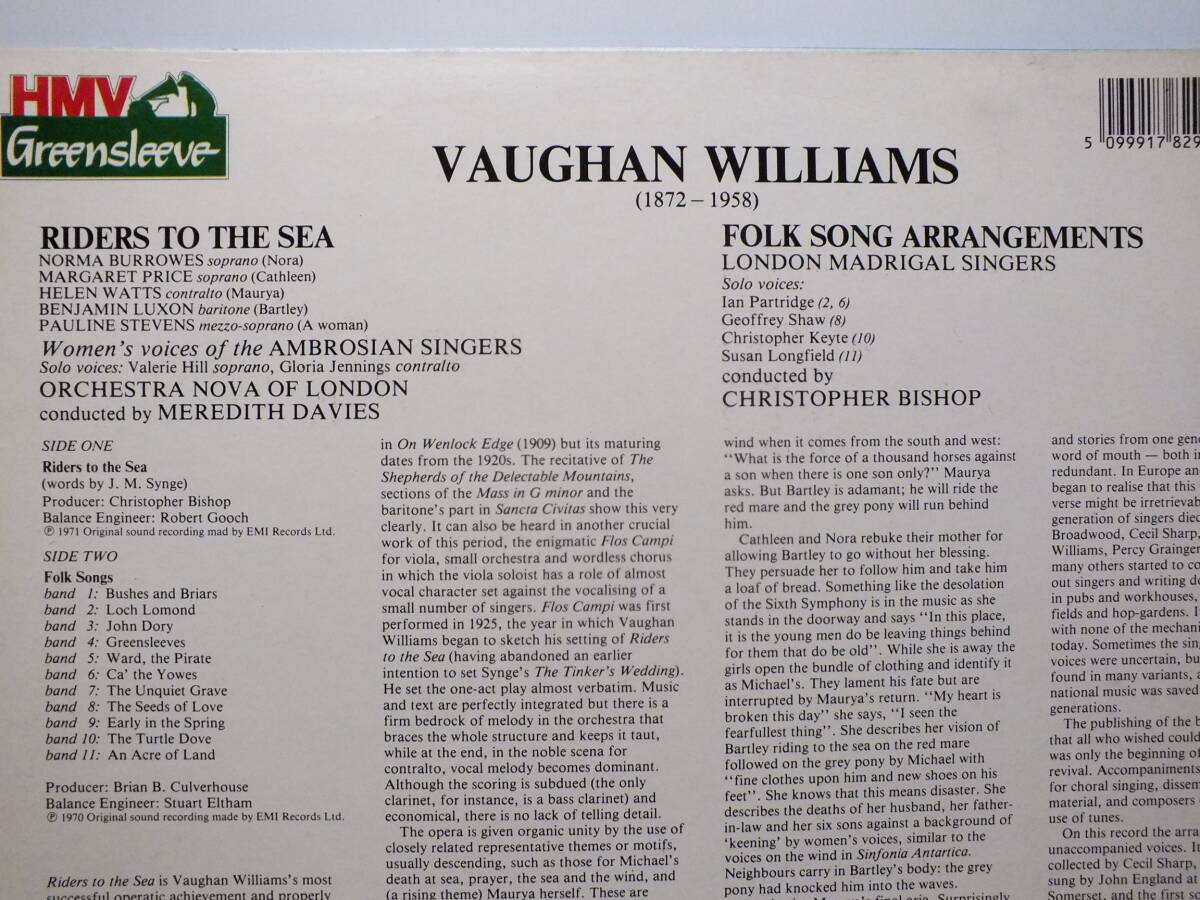 HMV
Greensleeve
5 099917 829
VAUGHAN WILLIAMS
(1872 – 1958)
RIDERS TO THE SEA
NORMA BURROWES soprano (Nora)
MARGARET PRICE soprano (Cathleen)
HELEN WATTS contralto (Maurya)
BENJAMIN LUXON baritone (Bartley)
PAULINE STEVENS mezzo-soprano (A woman)
Women's voices of the AMBROSIAN SINGERS
Solo voices: Valerie Hill soprano, Gloria Jennings contralto
ORCHESTRA NOVA OF LONDON
conducted by MEREDITH DAVIES
FOLK SONG ARRANGEMENTS
LONDON MADRIGAL SINGERS
Solo voices:
Ian Partridge (2, 6)
Geoffrey Shaw (8)
Christopher Keyte (10)
Susan Longfield (11)
conducted by
CHRISTOPHER BISHOP
SIDE ONE
Riders to the Sea
(words by J. M. Synge)
Producer: Christopher Bishop
Balance Engineer: Robert Gooch
℗ 1971 Original sound recording mad by EMI Records Ltd.
SIDE TWO
Folk Songs
band 1: Bushes and Briars
band 2: Loch Lomond
band 3: John Dory
band 4: Greensleeves
band 5: Ward, the Pirate
band 6: Ca' the Yowes
band 7: The Unquiet Grave
band 8: The Seeds of Love
band 9: Early in the Spring
band 10: The Turtle Dove
band 11: An Acre of Land
Producer: Brian B. Culverhouse
Balance Engineer: Stuart Eltham
℗ 1970 Original sound recording made by EMI Records Ltd.
Riders to the Sea is Vaughan Williams's most
successful operatic achievement and properly
in On Wenlock Edge (1909) but its maturing
dates from the 1920s. The recitative of The
Shepherds of the Delectable Mountains,
sections of the Mass in G minor and the
baritone's part in Sancta Civitas show this very
clearly. It can also be heard in another crucial
work of this period, the enigmatic Flos Campi
for viola, small orchestra and wordless chorus
in which the viola soloist has a role of almost
vocal character set against the vocalising of a
small number of singers. Flos Campi was first
performed in 1925, the year in which Vaughan
Williams began to sketch his setting of Riders
to the Sea (having abandoned an earlier
intention to set Synge's The Tinker's Wedding).
He set the one-act play almost verbatim. Music
and text are perfectly integrated but there is a
firm bedrock of melody in the orchestra that
braces the whole structure and keeps it taut,
while at the end, in the noble scena for
contralto, vocal melody becomes dominant.
Although the scoring is subdued (the only
clarinet, for instance, is a bass clarinet) and
economical, there is no lack of telling detail.
The opera is given organic unity by the use of
closely related representative themes or motifs,
usually descending, such as those for Michael's
death at sea, prayer, the sea and the wind, and
(a rising theme) Maurya herself. These are
wind when it comes from the south and west:
"What is the force of a thousand horses against
a son when there is one son only?" Maurya
asks. But Bartley is adamant; he will ride the
red mare and the grey pony will run behind
him.
Cathleen and Nora rebuke their mother for
allowing Bartley to go without her blessing.
They persuade her to follow him and take him
a loaf of bread. Something like the desolation
of the Sixth Symphony is in the music as she
stands in the doorway and says "In this place,
it is the young men do be leaving things behind
for them that do be old". While she is away the
girls open the bundle of clothing and identify it
as Michael's. They lament his fate but are
interrupted by Maurya's return. "My heart is
broken this day" she says, "I seen the
fearfullest thing". She describes her vision of
Bartley riding to the sea on the red mare
followed on the grey pony by Michael with
"fine clothes upon him and new shoes on his
feet". She knows that this means disaster. She
describes the deaths of her husband, her father-
in-law and her six sons against a background of
'keening' by women's voices, similar to the
voices on the wind in Sinfonia Antartica.
Neighbours carry in Bartley's body: the grey
pony had knocked him into the waves.
Maurya's final aria. Surprisingly
and stories from one gen
word of mouth — both i
redundant. In Europe an
began to realise that this
verse might be irretrievab
generation of singers died
Broadwood, Cecil Sharp,
Williams, Percy Grainger
many others started to co
out singers and writing do
in pubs and workhouses,
fields and hop-gardens. I
with none of the mechani
today. Sometimes the sing
voices were uncertain, bu
found in many variants, a
national music was saved
generations.
The publishing of the b
that all who wished could
was only the beginning of
revival. Accompaniments
for choral singing, dissem
material, and composers
use of tunes.
On this record the arra
unaccompanied voices. It
collected by Cecil Sharp,
sung by John England at
Somerset, and the first so